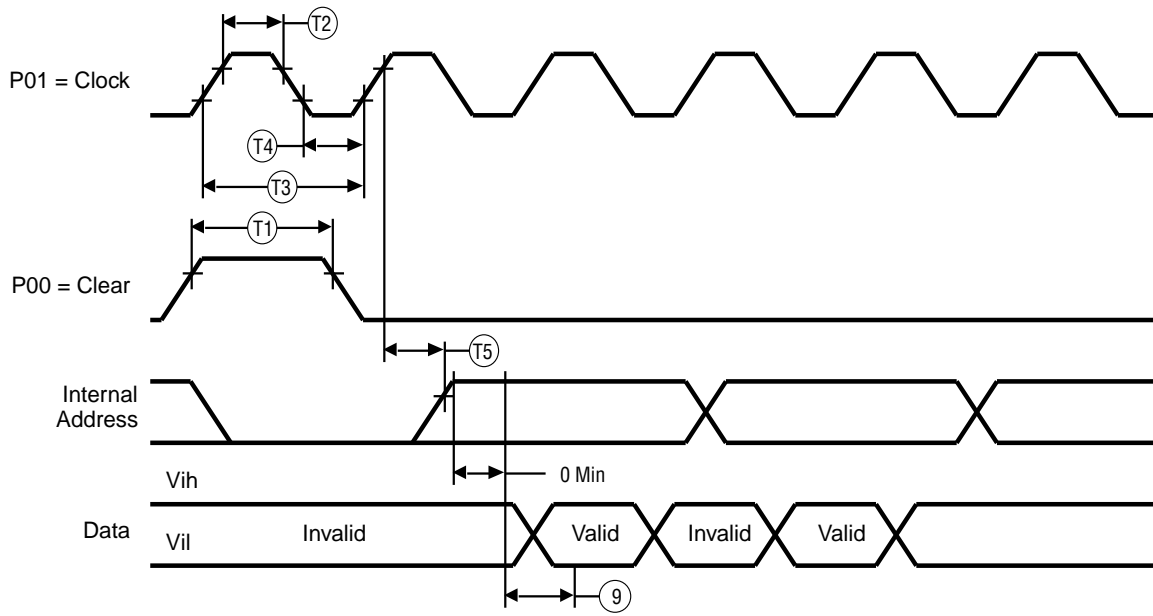 T2
P01 = Clock
T4
T3
T1
P00 = Clear
T5
Internal
Address
Vih
0 Min
Data
Vil
Invalid
Valid
Invalid
Valid
9